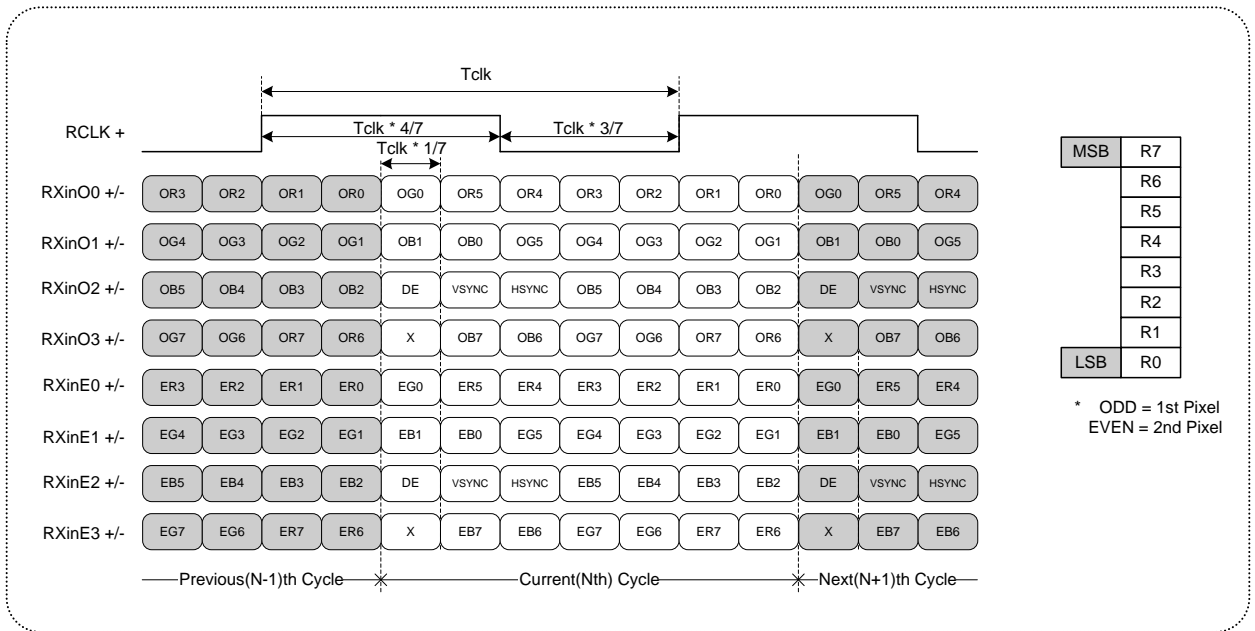 Tclk
RCLK +
Tclk * 4/7
Tclk * 3/7
Tclk * 1/7
RXinO0 +/- OR3 OR2 OR1 OR0 OG0 OR5 OR4 OR3 OR2 OR1 OR0 OG0 OR5 OR4
RXinO1 +/- OG4 OG3 OG2 OG1 OB1 OB0 OG5 OG4 OG3 OG2 OG1 OB1 OB0 OG5
RXinO2 +/- OB5 OB4 OB3 OB2 DE VSYNC HSYNC OB5 OB4 OB3 OB2 DE VSYNC HSYNC
RXinO3 +/- OG7 OG6 OR7 OR6 X OB7 OB6 OG7 OG6 OR7 OR6 X OB7 OB6
RXinE0 +/- ER3 ER2 ER1 ER0 EG0 ER5 ER4 ER3 ER2 ER1 ER0 EG0 ER5 ER4
RXinE1 +/- EG4 EG3 EG2 EG1 EB1 EB0 EG5 EG4 EG3 EG2 EG1 EB1 EB0 EG5
RXinE2 +/- EB5 EB4 EB3 EB2 DE VSYNC HSYNC EB5 EB4 EB3 EB2 DE VSYNC HSYNC
RXinE3 +/- EG7 EG6 ER7 ER6 X EB7 EB6 EG7 EG6 ER7 ER6 X EB7 EB6
Previous(N-1)th Cycle Current(Nth) Cycle Next(N+1)th Cycle
MSB R7
R6
R5
R4
R3
R2
R1
LSB R0
* ODD = 1st Pixel
EVEN = 2nd Pixel